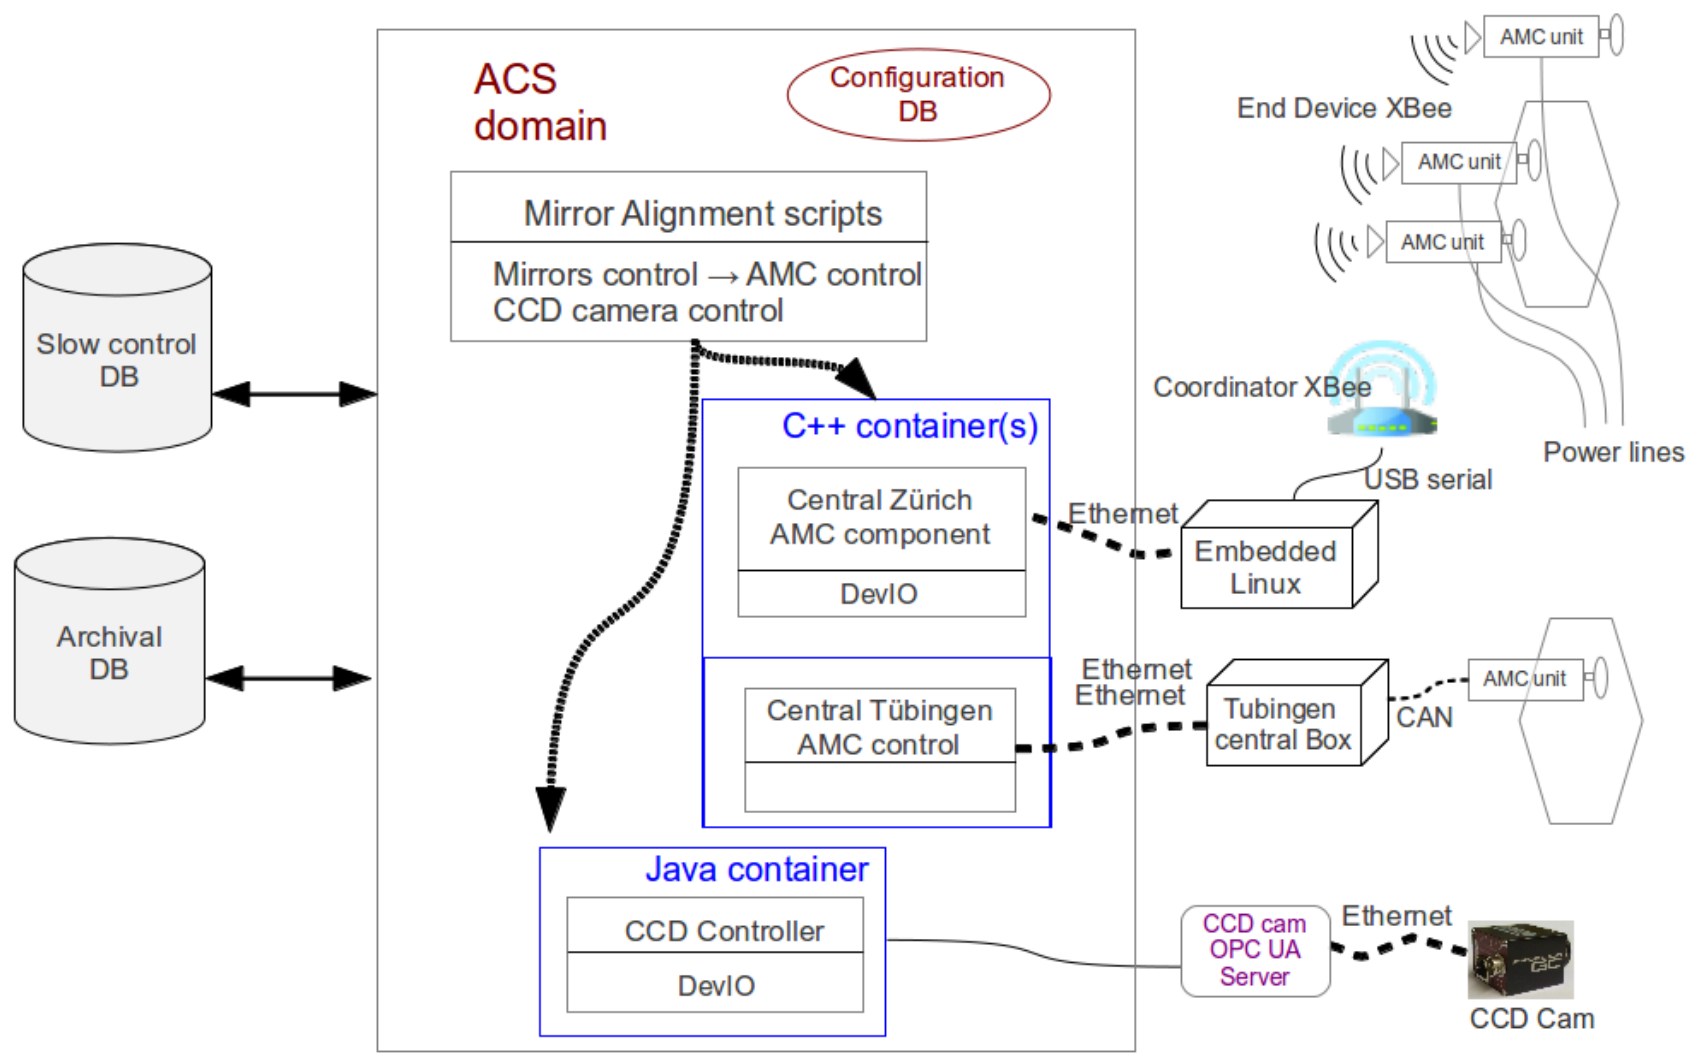 ACS
domain
Configuration
DB
Mirror Alignment scripts
Mirrors control → AMC control
CCD camera control
Slow control
DB
Archival
DB
C++ container(s)
Central Zürich
AMC component
DevIO
Central Tübingen
AMC control
Java container
CCD Controller
DevIO
AMC unit
End Device XBee
AMC unit
AMC unit
Coordinator XBee
Power lines
USB serial
Ethernet
Embedded
Linux
Ethernet
Ethernet
Tubingen
central Box
CAN
AMC unit
CCD cam
OPC UA
Server
Ethernet
GC
CCD Cam